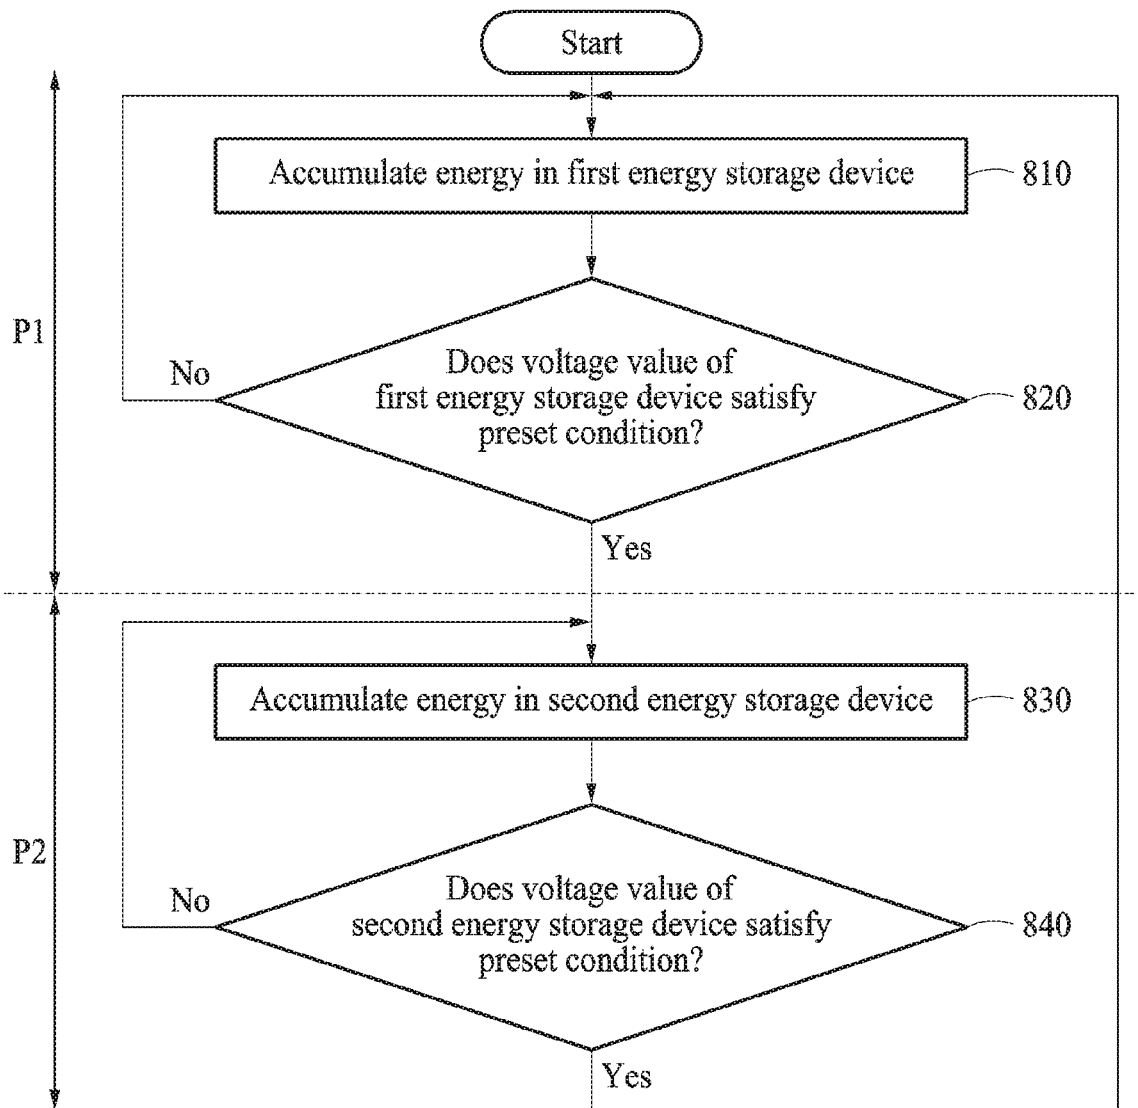 Start
Accumulate energy in first energy storage device
810
P1
Does voltage value of
first energy storage device satisfy
preset condition?
No
820
Yes
Accumulate energy in second energy storage device
830
P2
Does voltage value of
second energy storage device satisfy
preset condition?
No
840
Yes